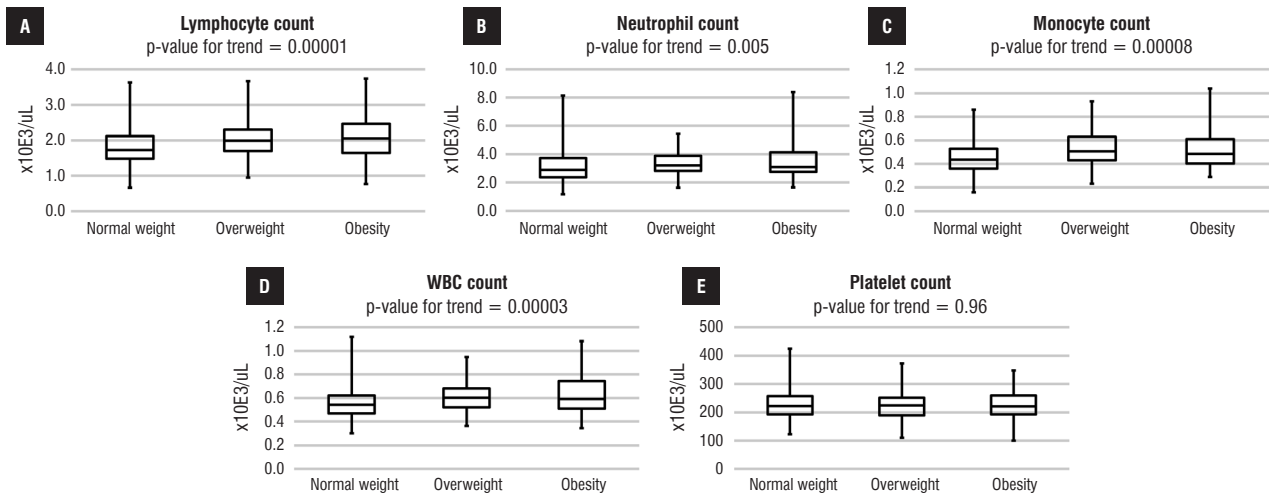 A
Lymphocyte count
p-value for trend = 0.00001
4.0
3.0
2.0
1.0
0.0
x10E3/uL
Normal weight Overweight Obesity
B
Neutrophil count
p-value for trend = 0.005
10.0
8.0
6.0
4.0
2.0
0.0
x10E3/uL
Normal weight Overweight Obesity
C
Monocyte count
p-value for trend = 0.00008
1.2
1.0
0.8
0.6
0.4
0.2
0.0
x10E3/uL
Normal weight Overweight Obesity
D
WBC count
p-value for trend = 0.00003
1.2
1.0
0.8
0.6
0.4
0.2
0.0
x10E3/uL
Normal weight Overweight Obesity
E
Platelet count
p-value for trend = 0.96
500
400
300
200
100
0
x10E3/uL
Normal weight Overweight Obesity